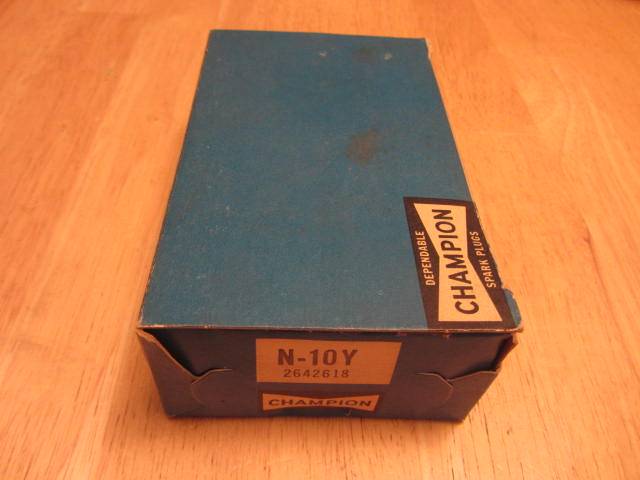 DEPENDABLE
CHAMPION
SPARK PLUGS
N-10Y
2642618
CHAMPION